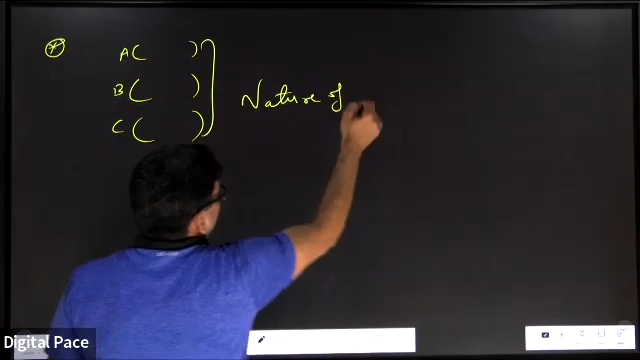 * A( )
B( )
C( )
Nature of
Digital Pace